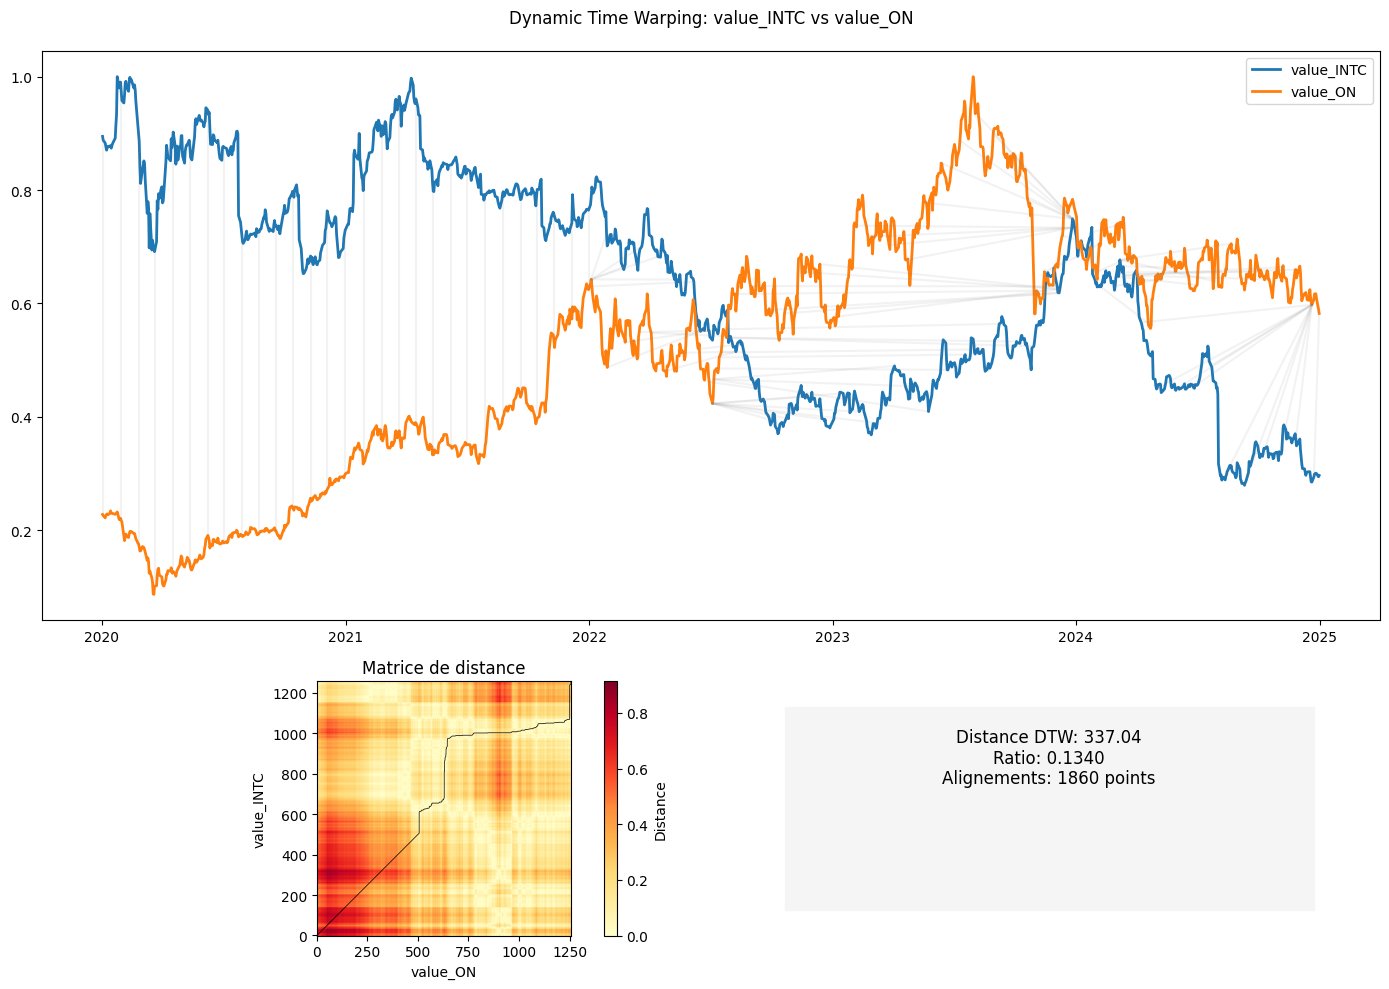 Dynamic Time Warping: value_INTC vs value_ON
value_INTC
value_ON
1.0
0.8
0.6
0.4
0.2
2020 2021 2022 2023 2024 2025
Matrice de distance
1200
1000
800
600
400
200
0
value_INTC
0 250 500 750 1000 1250
value_ON
0.8
0.6
0.4
0.2
0.0
Distance
Distance DTW: 337.04
Ratio: 0.1340
Alignements: 1860 points